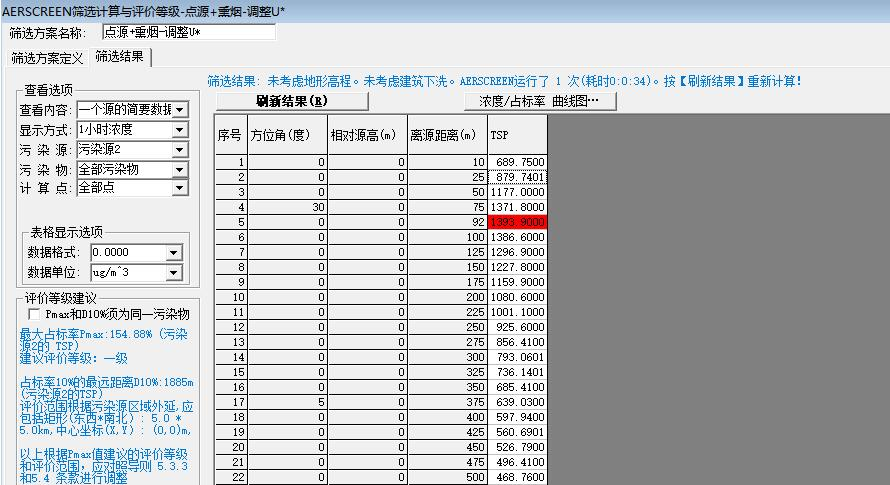 AERSCREEN筛选计算与评价等级-点源+熏烟-调整U*
筛选方案名称: 点源+熏烟-调整U*
筛选方案定义 筛选结果
查看选项
查看内容: 一个源的简要数据
显示方式: 1小时浓度
污 染 源: 污染源2
污 染 物: 全部污染物
计 算 点: 全部点
表格显示选项
数据格式: 0.0000
数据单位: ug/m^3
评价等级建议
Pmax和D10%须为同一污染物
最大占标率Pmax:154.88% (污染
源2的 TSP)
建议评价等级: 一级
占标率10%的最远距离D10%:1885m
(污染源2的TSP)
评价范围根据污染源区域外延,应
包括矩形(东西*南北) : 5.0 *
5.0km,中心坐标(X,Y) : (0,0)m,
以上根据Pmax值建议的评价等级
和评价范围，应对照导则 5.3.3
和5.4 条款进行调整
筛选结果: 未考虑地形高程。未考虑建筑下洗。AERSCREEN运行了 1 次(耗时0:0:34)。按【刷新结果】重新计算!
刷新结果(R) 浓度/占标率 曲线图…
序号 方位角(度) 相对源高(m) 离源距离(m) TSP
1 0 0 10 689.7500
2 0 0 25 879.7401
3 0 0 50 1177.0000
4 30 0 75 1371.8000
5 0 0 92 1393.9000
6 0 0 100 1386.6000
7 0 0 125 1296.9000
8 0 0 150 1227.8000
9 0 0 175 1159.9000
10 0 0 200 1080.6000
11 0 0 225 1001.1000
12 0 0 250 925.6000
13 0 0 275 856.4100
14 0 0 300 793.0601
15 0 0 325 736.1401
16 0 0 350 685.4100
17 5 0 375 639.0300
18 0 0 400 597.9400
19 0 0 425 560.6901
20 0 0 450 526.7900
21 0 0 475 496.4100
22 0 0 500 468.7600